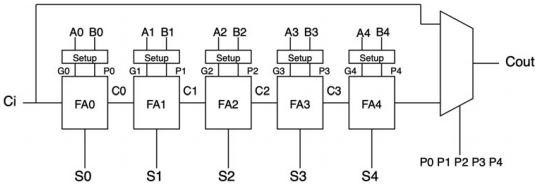 A0 B0 A1 B1 A2 B2 A3 B3 A4 B4
Setup Setup Setup Setup Setup
G0 P0 G1 P1 G2 P2 G3 P3 G4 P4
Cout
C0 C1 C2 C3
Ci FA0 FA1 FA2 FA3 FA4
P0 P1 P2 P3 P4
S0 S1 S2 S3 S4